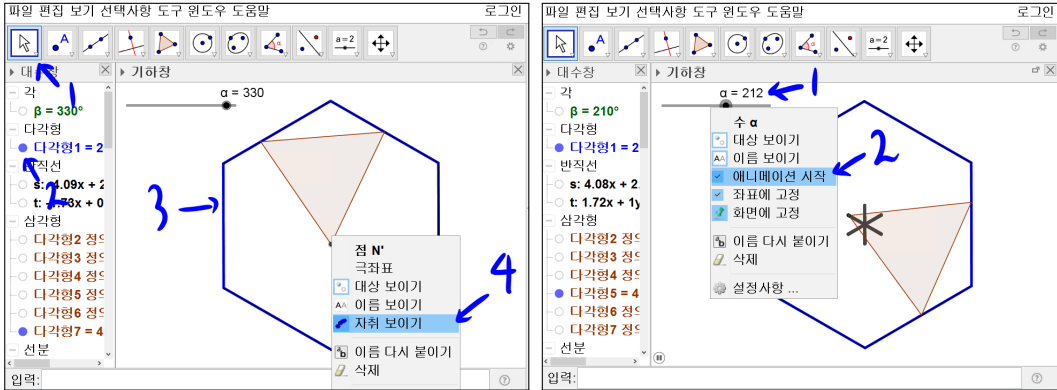 파일 편집 보기 선택사항 도구 윈도우 도움말 로그인
a=2
기하창
각
β = 330°
다각형
다각형1 = 2
반직선
s: -4.09x + 2
t: -1.73x + 0
삼각형
다각형2 정의
다각형3 정의
다각형4 정의
다각형5 정의
다각형6 정의
다각형7 = 4
선분
입력:
α = 330
1
2
3
4
점 N'
극좌표
대상 보이기
이름 보이기
자취 보이기
이름 다시 붙이기
삭제
파일 편집 보기 선택사항 도구 윈도우 도움말 로그인
a=2
대수창
기하창
각
β = 210°
다각형
다각형1 = 2
반직선
s: 4.08x + 2.
t: 1.72x + 1y
삼각형
다각형2 정의
다각형3 정의
다각형4 정의
다각형5 = 4
다각형6 정의
다각형7 정의
선분
입력:
α = 212
1
2
수 α
대상 보이기
이름 보이기
애니메이션 시작
좌표에 고정
화면에 고정
이름 다시 붙이기
삭제
설정사항 ...